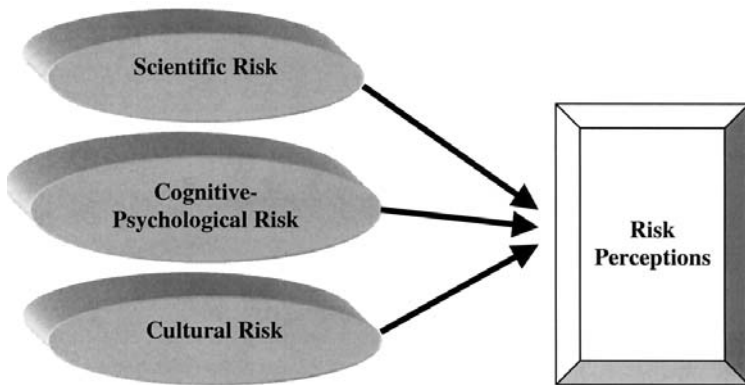 Scientific Risk
Cognitive-
Psychological Risk
Cultural Risk
Risk
Perceptions